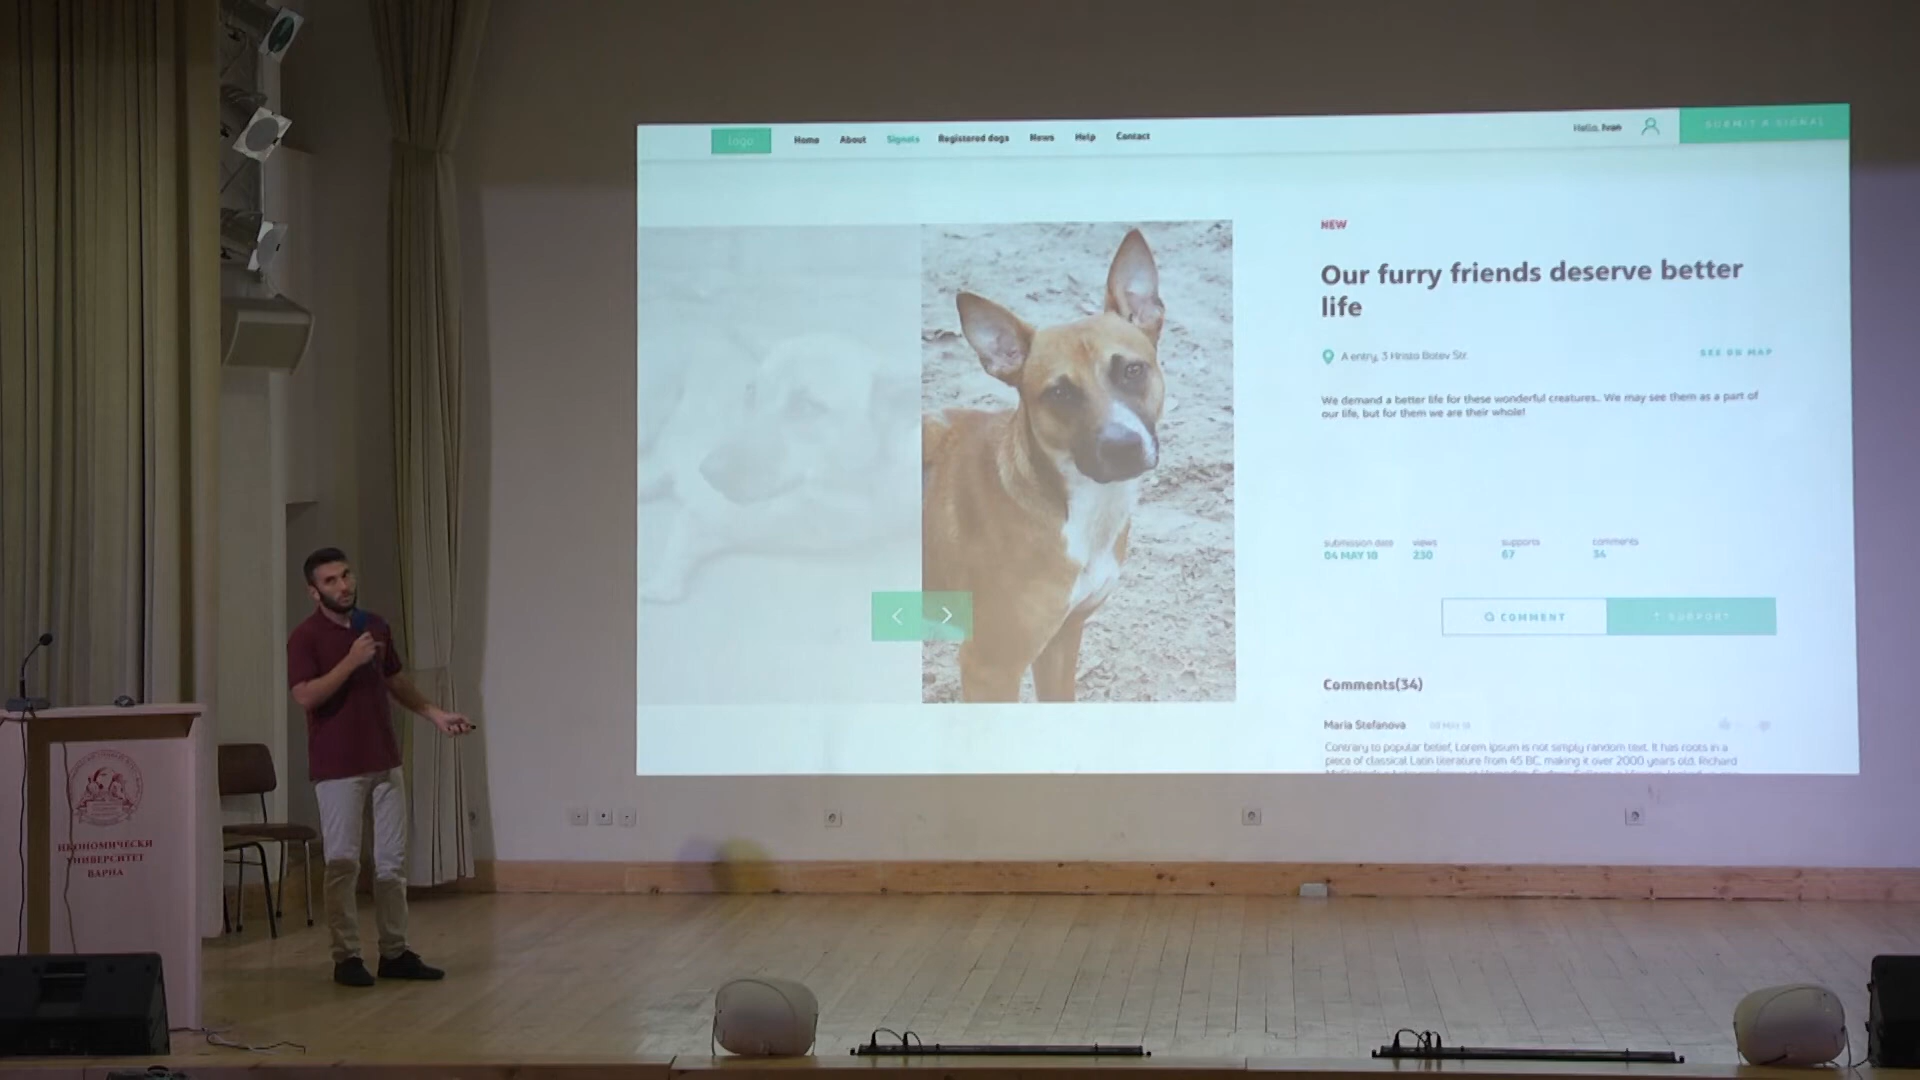 Logo
Home About Signals Registered dogs News Help Contact
Hello, Ivan
SUBMIT A SIGNAL
NEW
Our furry friends deserve better
life
A entry, 3 Hristo Botev Str.
SEE ON MAP
We demand a better life for these wonderful creatures.. We may see them as a part of
our life, but for them we are their whole!
submission date views supports comments
04 MAY 18 230 67 34
COMMENT
SUPPORT
Comments(34)
Maria Stefanova
Contrary to popular belief, Lorem Ipsum is not simply random text. It has roots in a
piece of classical Latin literature from 45 BC, making it over 2000 years old. Richard
ИКОНОМИЧЕСКИ
УНИВЕРСИТЕТ
ВАРНА